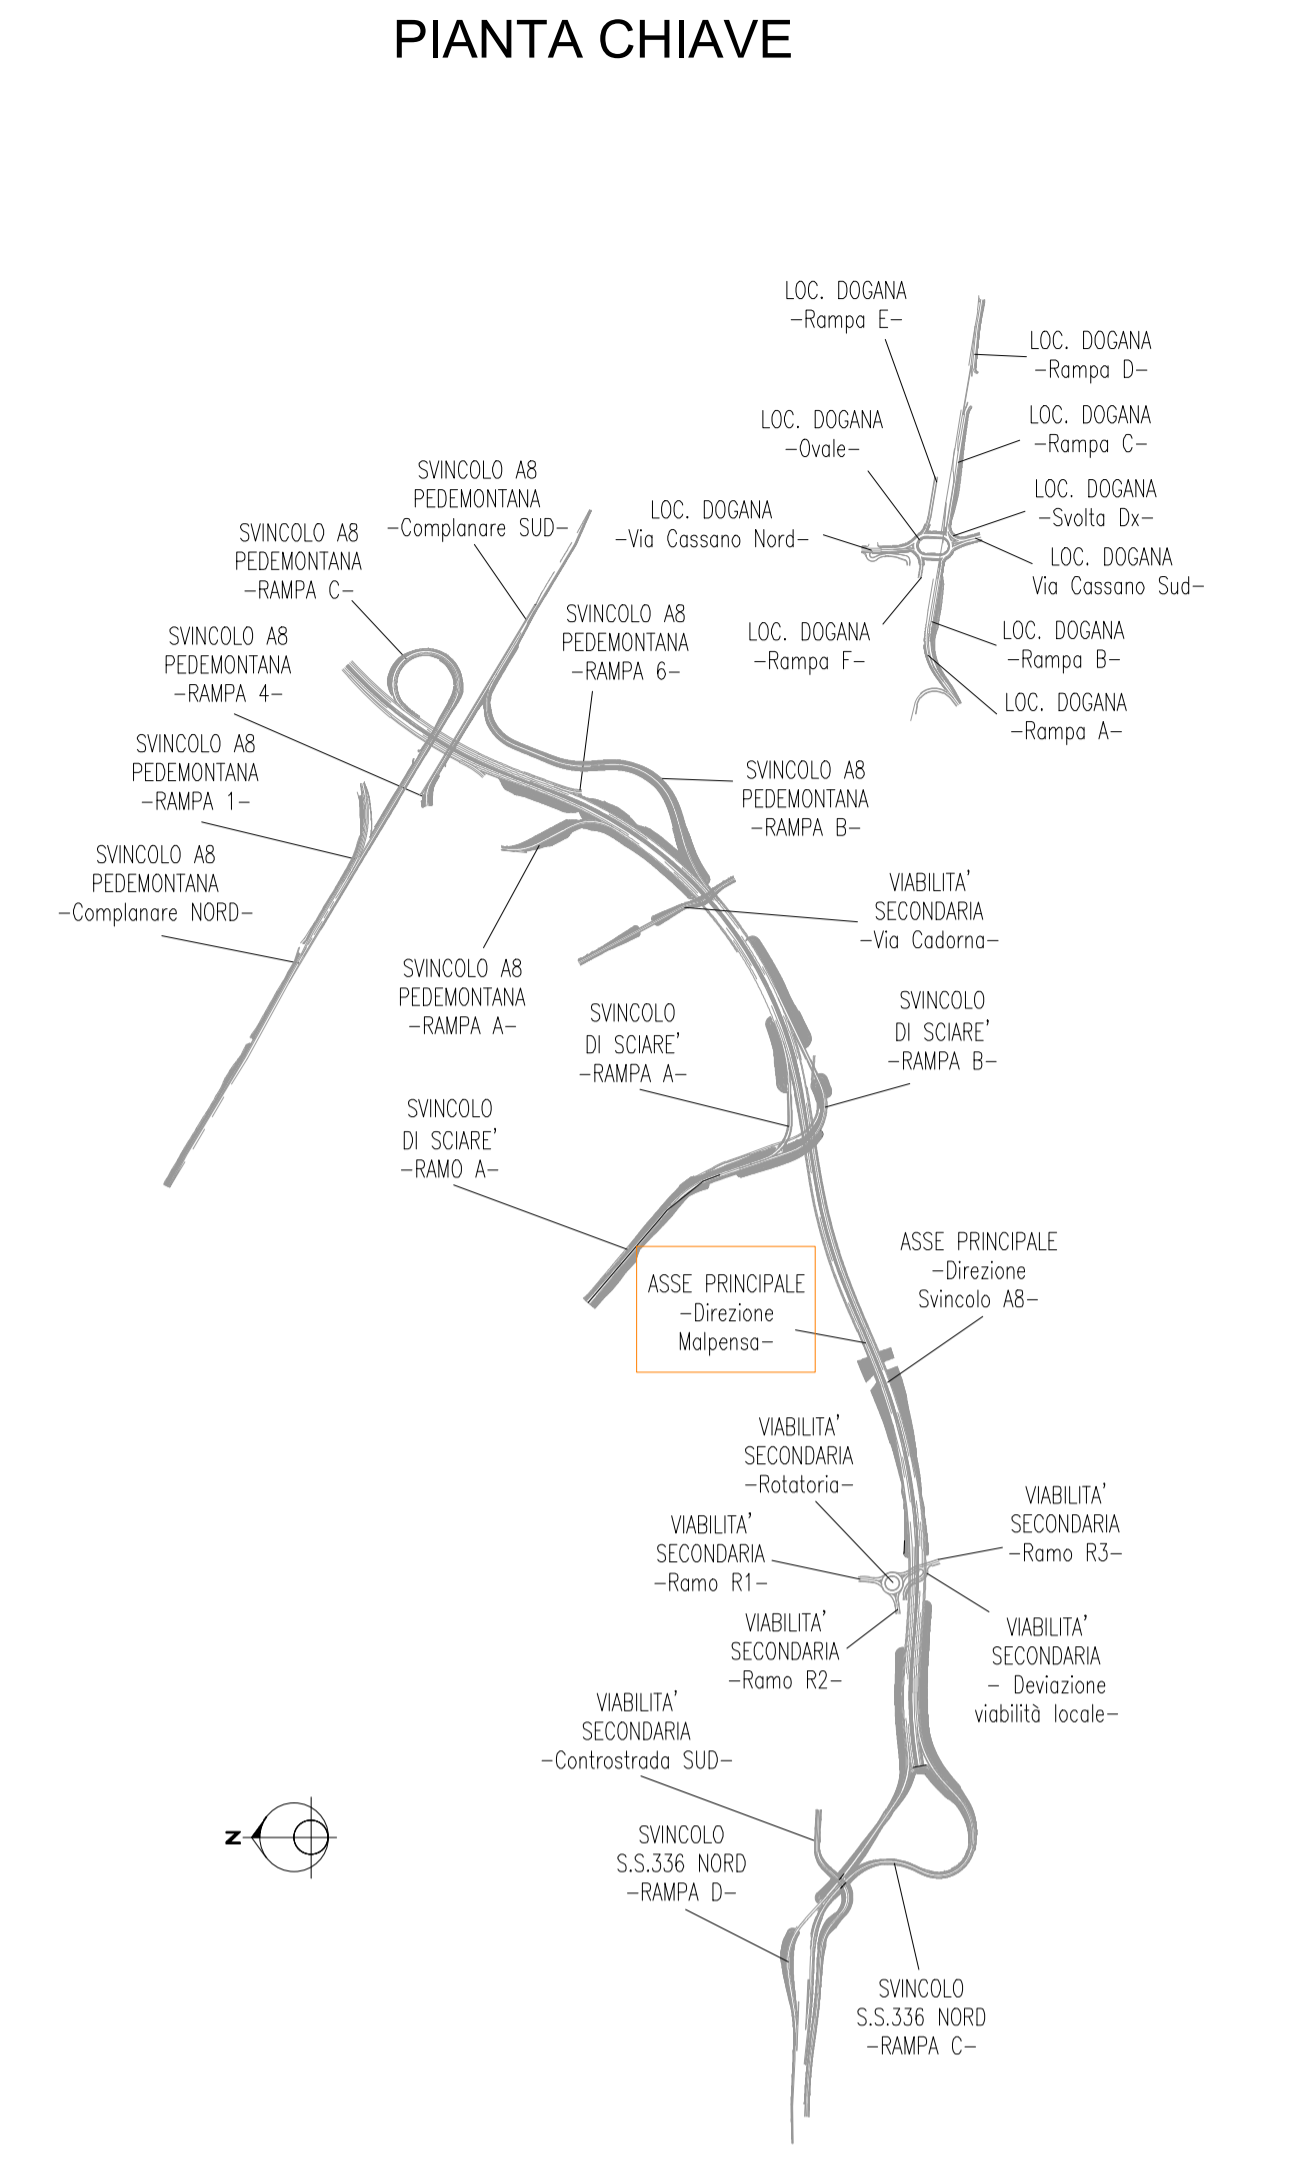 PIANTA CHIAVE
LOC. DOGANA
-Rampa E-
LOC. DOGANA
-Rampa D-
LOC. DOGANA
-Ovale-
LOC. DOGANA
-Rampa C-
SVINCOLO A8
PEDEMONTANA
-Complanare SUD-
LOC. DOGANA
-Svolta Dx-
LOC. DOGANA
-Via Cassano Nord-
SVINCOLO A8
PEDEMONTANA
-RAMPA C-
LOC. DOGANA
Via Cassano Sud-
SVINCOLO A8
PEDEMONTANA
-RAMPA 6-
LOC. DOGANA
-Rampa F-
LOC. DOGANA
-Rampa B-
SVINCOLO A8
PEDEMONTANA
-RAMPA 4-
LOC. DOGANA
-Rampa A-
SVINCOLO A8
PEDEMONTANA
-RAMPA 1-
SVINCOLO A8
PEDEMONTANA
-RAMPA B-
SVINCOLO A8
PEDEMONTANA
-Complanare NORD-
VIABILITA'
SECONDARIA
-Via Cadorna-
SVINCOLO A8
PEDEMONTANA
-RAMPA A-
SVINCOLO
DI SCIARE'
-RAMPA A-
SVINCOLO
DI SCIARE'
-RAMPA B-
SVINCOLO
DI SCIARE'
-RAMO A-
ASSE PRINCIPALE
-Direzione
Svincolo A8-
ASSE PRINCIPALE
-Direzione
Malpensa-
VIABILITA'
SECONDARIA
-Rotatoria-
VIABILITA'
SECONDARIA
-Ramo R3-
VIABILITA'
SECONDARIA
-Ramo R1-
VIABILITA'
SECONDARIA
-Ramo R2-
VIABILITA'
SECONDARIA
- Deviazione
viabilità locale-
VIABILITA'
SECONDARIA
-Controstrada SUD-
N
SVINCOLO
S.S.336 NORD
-RAMPA D-
SVINCOLO
S.S.336 NORD
-RAMPA C-